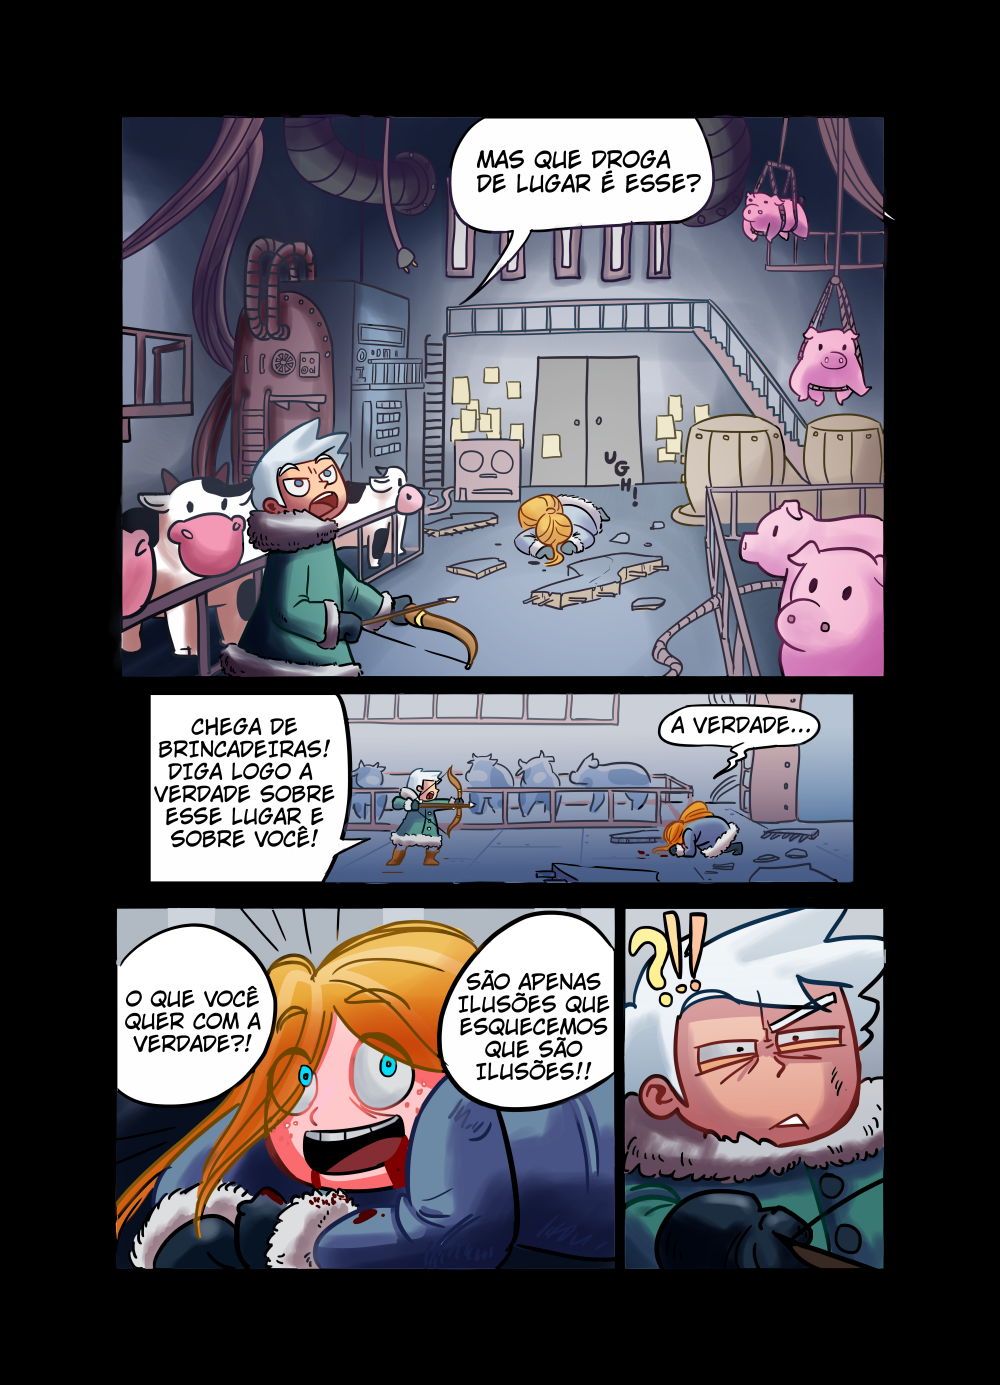 MAS QUE DROGA
DE LUGAR É ESSE?
UGH!
CHEGA DE
BRINCADEIRAS!
DIGA LOGO A
VERDADE SOBRE
ESSE LUGAR E
SOBRE VOCÊ!
A VERDADE...
O QUE VOCÊ
QUER COM A
VERDADE?!
SÃO APENAS
ILUSÕES QUE
ESQUECEMOS
QUE SÃO
ILUSÕES!!
?!!